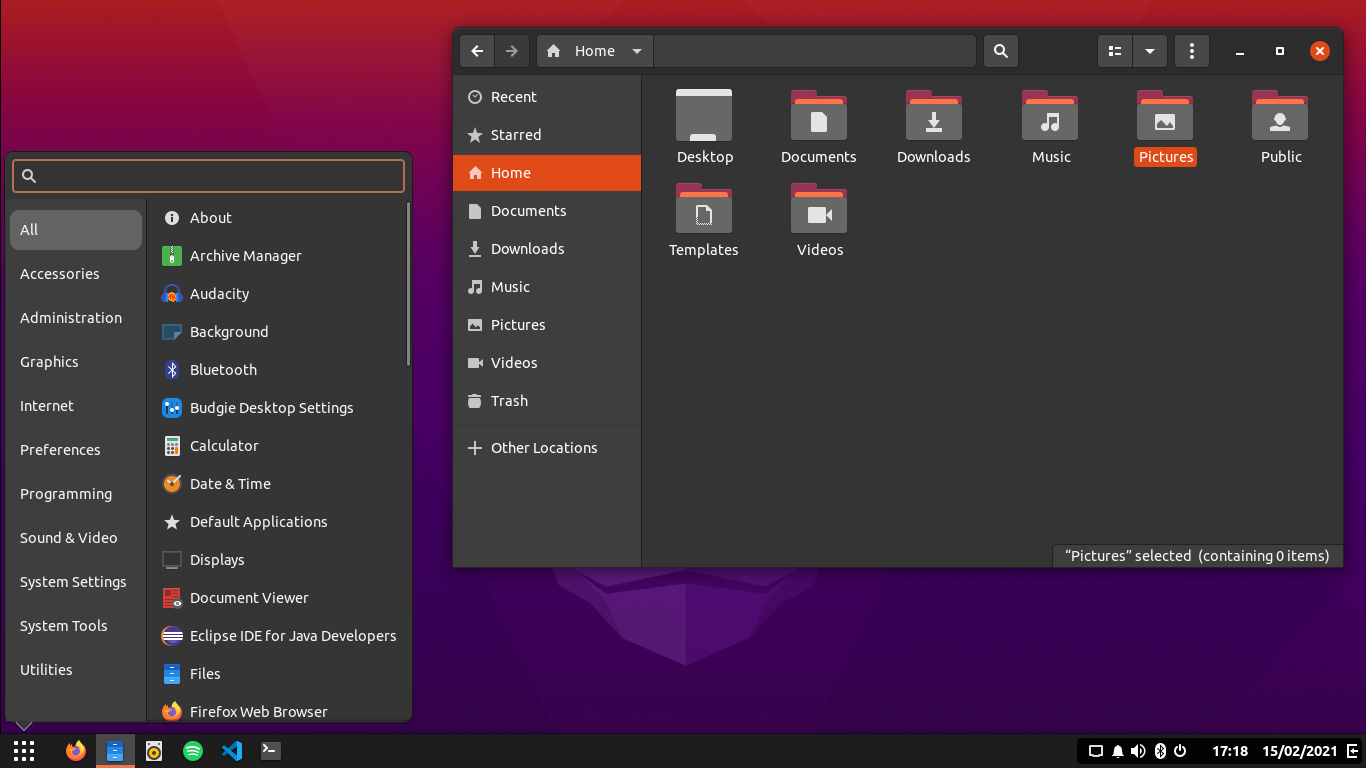 Home
Recent
Starred
Home
Documents
Downloads
Music
Pictures
Videos
Trash
Other Locations
Desktop
Documents
Downloads
Music
Pictures
Public
Templates
Videos
“Pictures” selected (containing 0 items)
All
Accessories
Administration
Graphics
Internet
Preferences
Programming
Sound & Video
System Settings
System Tools
Utilities
About
Archive Manager
Audacity
Background
Bluetooth
Budgie Desktop Settings
Calculator
Date & Time
Default Applications
Displays
Document Viewer
Eclipse IDE for Java Developers
Files
Firefox Web Browser
17:18 15/02/2021